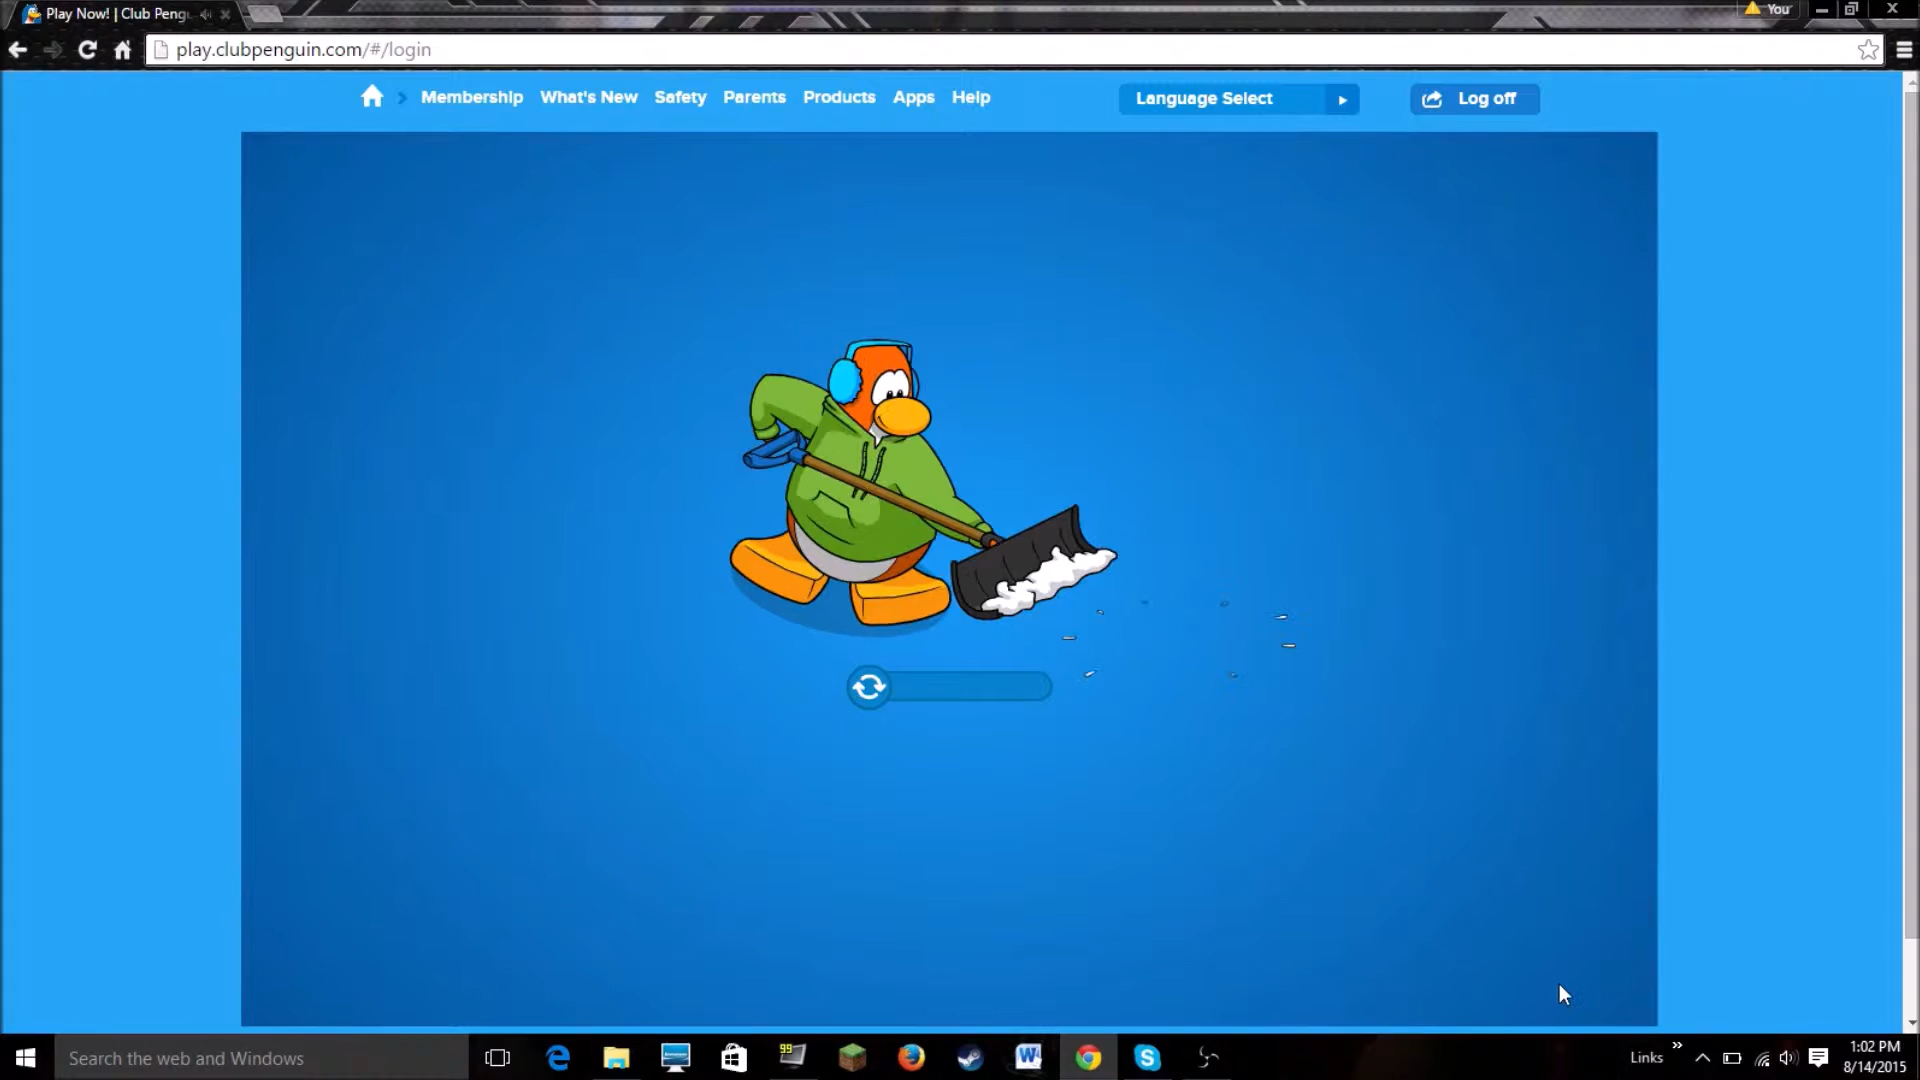 Play Now! | Club Peng
You
play.clubpenguin.com/#/login
Membership What's New Safety Parents Products Apps Help
Language Select
Log off
Search the web and Windows
99
Links
1:02 PM
8/14/2015